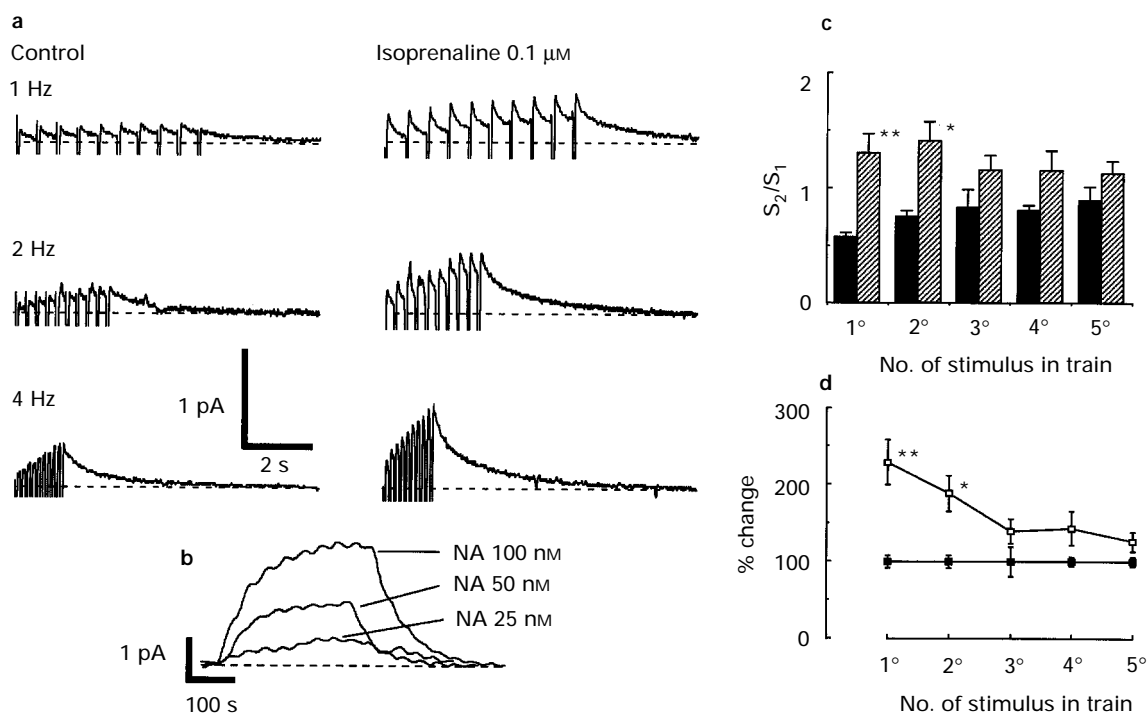 a
Control
Isoprenaline 0.1 μM
1 Hz
2 Hz
4 Hz
1 pA
2 s
b
NA 100 nM
NA 50 nM
NA 25 nM
1 pA
100 s
c
2
1
0
S2/S1
**
*
1° 2° 3° 4° 5°
No. of stimulus in train
d
300
200
100
0
% change
**
*
1° 2° 3° 4° 5°
No. of stimulus in train